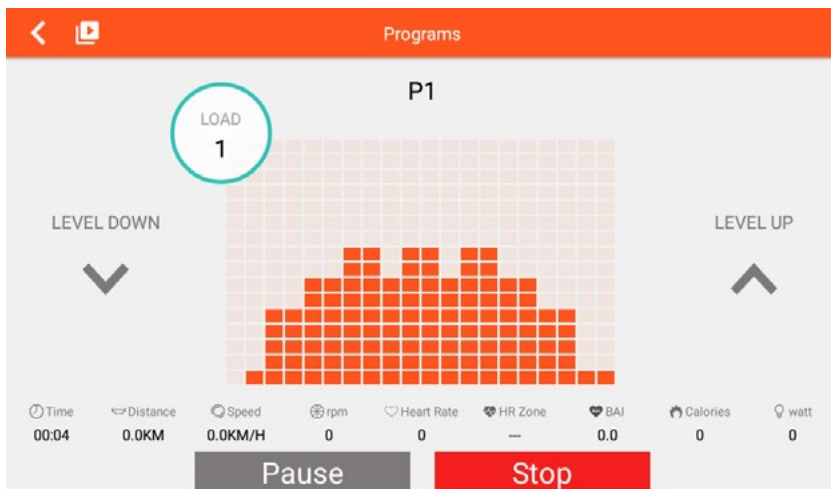 Programs
P1
LOAD
1
LEVEL DOWN
LEVEL UP
Time Distance Speed rpm Heart Rate HR Zone BAI Calories watt
00:04 0.0KM 0.0KM/H 0 0 --- 0.0 0 0
Pause Stop